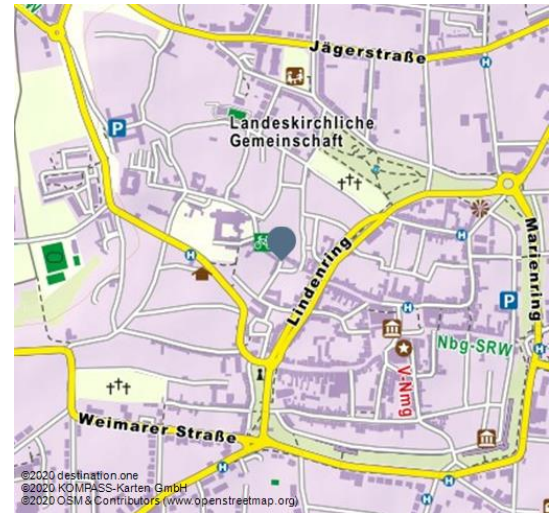 W
Jägerstraße
H
P
Landeskirchliche
Gemeinschaft
H
H
Lindenring
Marienring
H
P
H
Nbg-SRW
H
V-Nmg
Weimarer Straße
H
H
H
©2020 destination.one
©2020 KOMPASS-Karten GmbH
©2020 OSM & Contributors (www.openstreetmap.org)